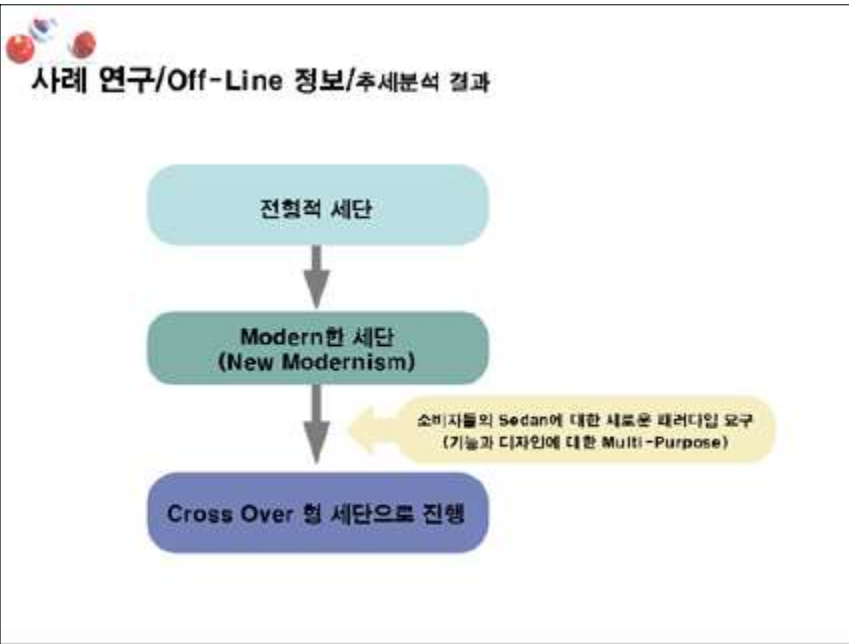 사례 연구/Off-Line 정보/추세분석 결과
전형적 세단
Modern한 세단
(New Modernism)
소비자들의 Sedan에 대한 새로운 패러다임 요구
(기능과 디자인에 대한 Multi-Purpose)
Cross Over 형 세단으로 진행